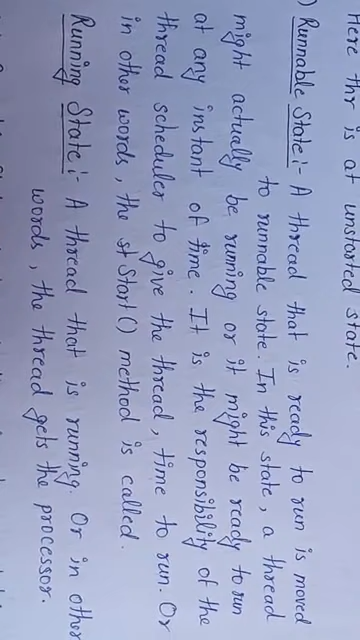 Here thr is at unstarted state.
) Runnable State:- A thread that is ready to run is moved
to runnable state. In this state, a thread
might actually be running or it might be ready to run
at any instant of time. It is the responsibility of the
thread scheduler to give the thread, time to run. Or
in other words, the st Start() method is called.
Running State:- A thread that is running. Or in other
words, the thread gets the processor.